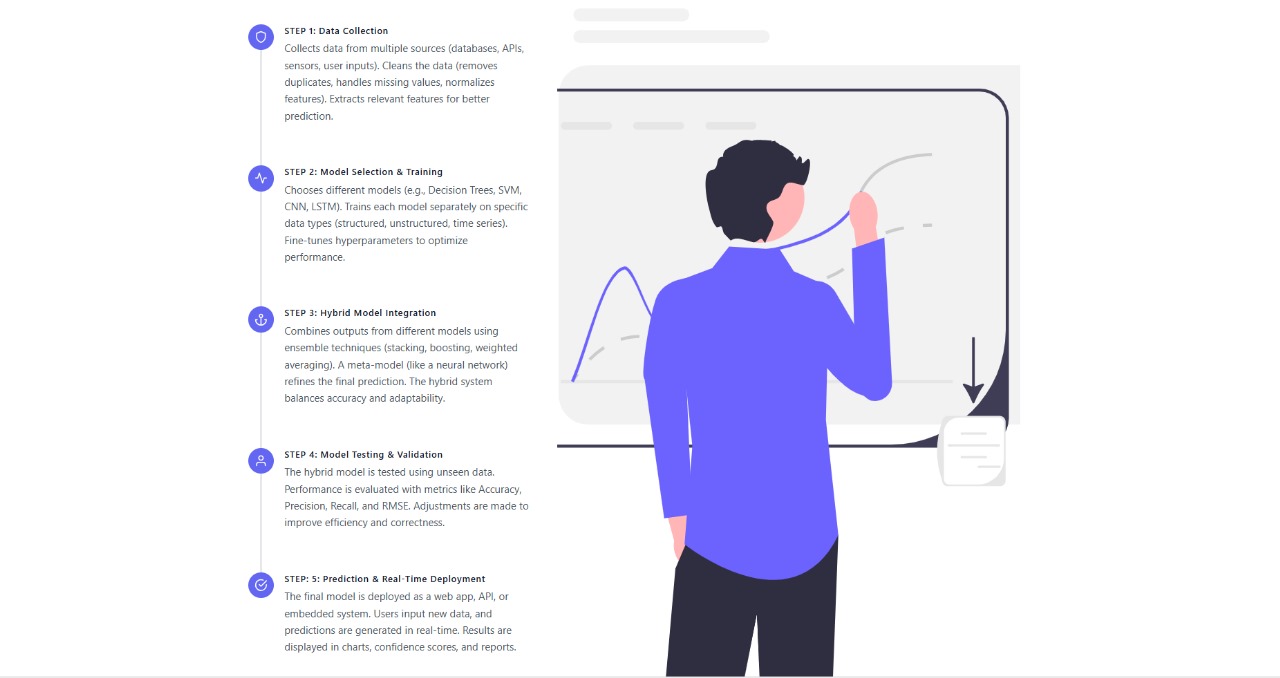 STEP 1: Data Collection
Collects data from multiple sources (databases, APIs,
sensors, user inputs). Cleans the data (removes
duplicates, handles missing values, normalizes
features). Extracts relevant features for better
prediction.
STEP 2: Model Selection & Training
Chooses different models (e.g., Decision Trees, SVM,
CNN, LSTM). Trains each model separately on specific
data types (structured, unstructured, time series).
Fine-tunes hyperparameters to optimize
performance.
STEP 3: Hybrid Model Integration
Combines outputs from different models using
ensemble techniques (stacking, boosting, weighted
averaging). A meta-model (like a neural network)
refines the final prediction. The hybrid system
balances accuracy and adaptability.
STEP 4: Model Testing & Validation
The hybrid model is tested using unseen data.
Performance is evaluated with metrics like Accuracy,
Precision, Recall, and RMSE. Adjustments are made to
improve efficiency and correctness.
STEP: 5: Prediction & Real-Time Deployment
The final model is deployed as a web app, API, or
embedded system. Users input new data, and
predictions are generated in real-time. Results are
displayed in charts, confidence scores, and reports.